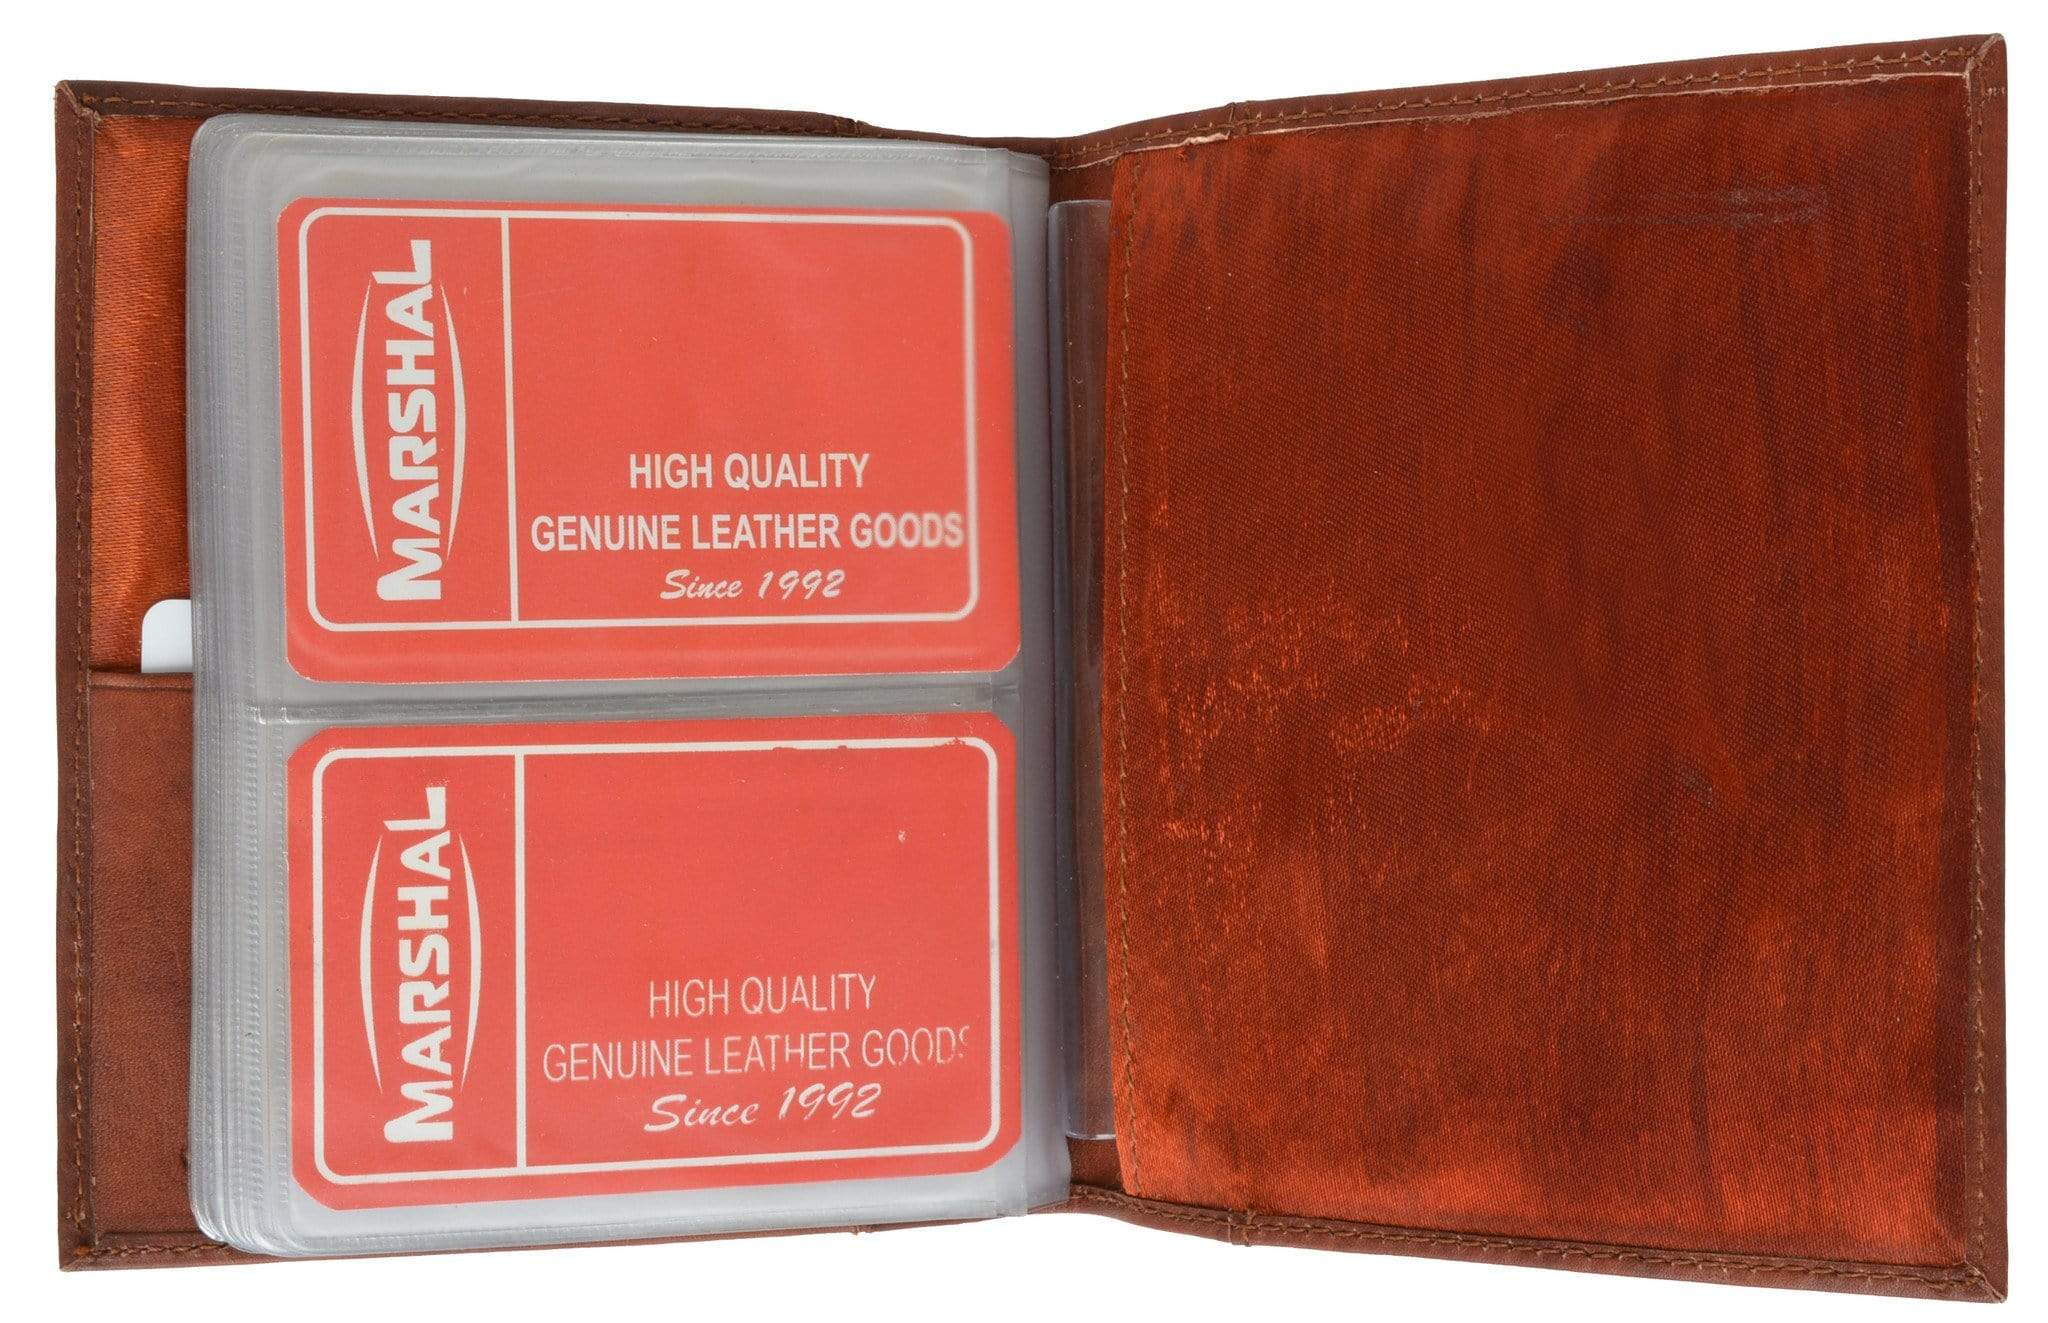 MARSHAL
HIGH QUALITY
GENUINE LEATHER GOODS
Since 1992
MARSHAL
HIGH QUALITY
GENUINE LEATHER GOODS
Since 1992